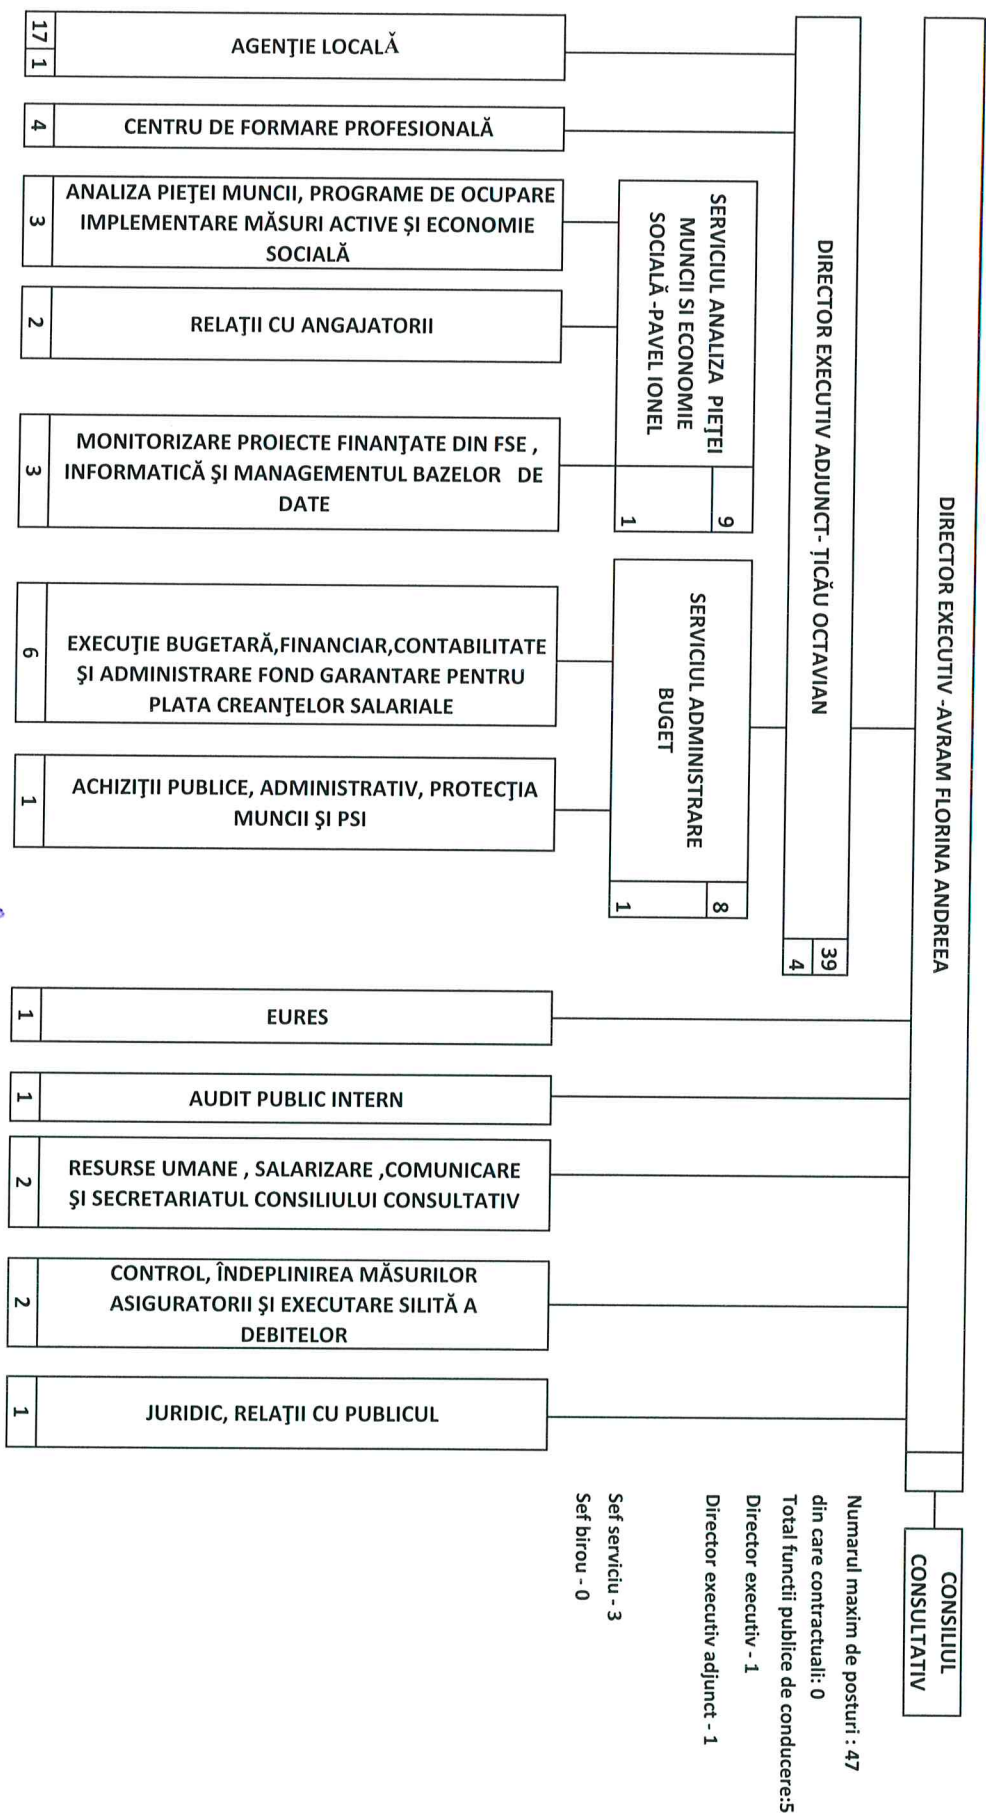 DIRECTOR EXECUTIV -AVRAM FLORINA ANDREEA
CONSILIUL
CONSULTATIV
DIRECTOR EXECUTIV ADJUNCT- ŢICĂU OCTAVIAN
39
4
Numarul maxim de posturi : 47
din care contractuali: 0
Total functii publice de conducere:5
Director executiv - 1
Director executiv adjunct - 1
Sef serviciu - 3
Sef birou - 0
SERVICIUL ANALIZA PIEŢEI
MUNCII SI ECONOMIE
SOCIALĂ -PAVEL IONEL
9
1
SERVICIUL ADMINISTRARE
BUGET
8
1
AGENŢIE LOCALĂ
17
1
CENTRU DE FORMARE PROFESIONALĂ
4
ANALIZA PIEŢEI MUNCII, PROGRAME DE OCUPARE
IMPLEMENTARE MĂSURI ACTIVE ŞI ECONOMIE
SOCIALĂ
3
RELAŢII CU ANGAJATORII
2
MONITORIZARE PROIECTE FINANŢATE DIN FSE ,
INFORMATICĂ ŞI MANAGEMENTUL BAZELOR DE
DATE
3
EXECUŢIE BUGETARĂ,FINANCIAR,CONTABILITATE
ŞI ADMINISTRARE FOND GARANTARE PENTRU
PLATA CREANŢELOR SALARIALE
6
ACHIZIŢII PUBLICE, ADMINISTRATIV, PROTECŢIA
MUNCII ŞI PSI
1
EURES
1
AUDIT PUBLIC INTERN
1
RESURSE UMANE , SALARIZARE ,COMUNICARE
ŞI SECRETARIATUL CONSILIULUI CONSULTATIV
2
CONTROL, ÎNDEPLINIREA MĂSURILOR
ASIGURATORII ŞI EXECUTARE SILITĂ A
DEBITELOR
2
JURIDIC, RELAŢII CU PUBLICUL
1